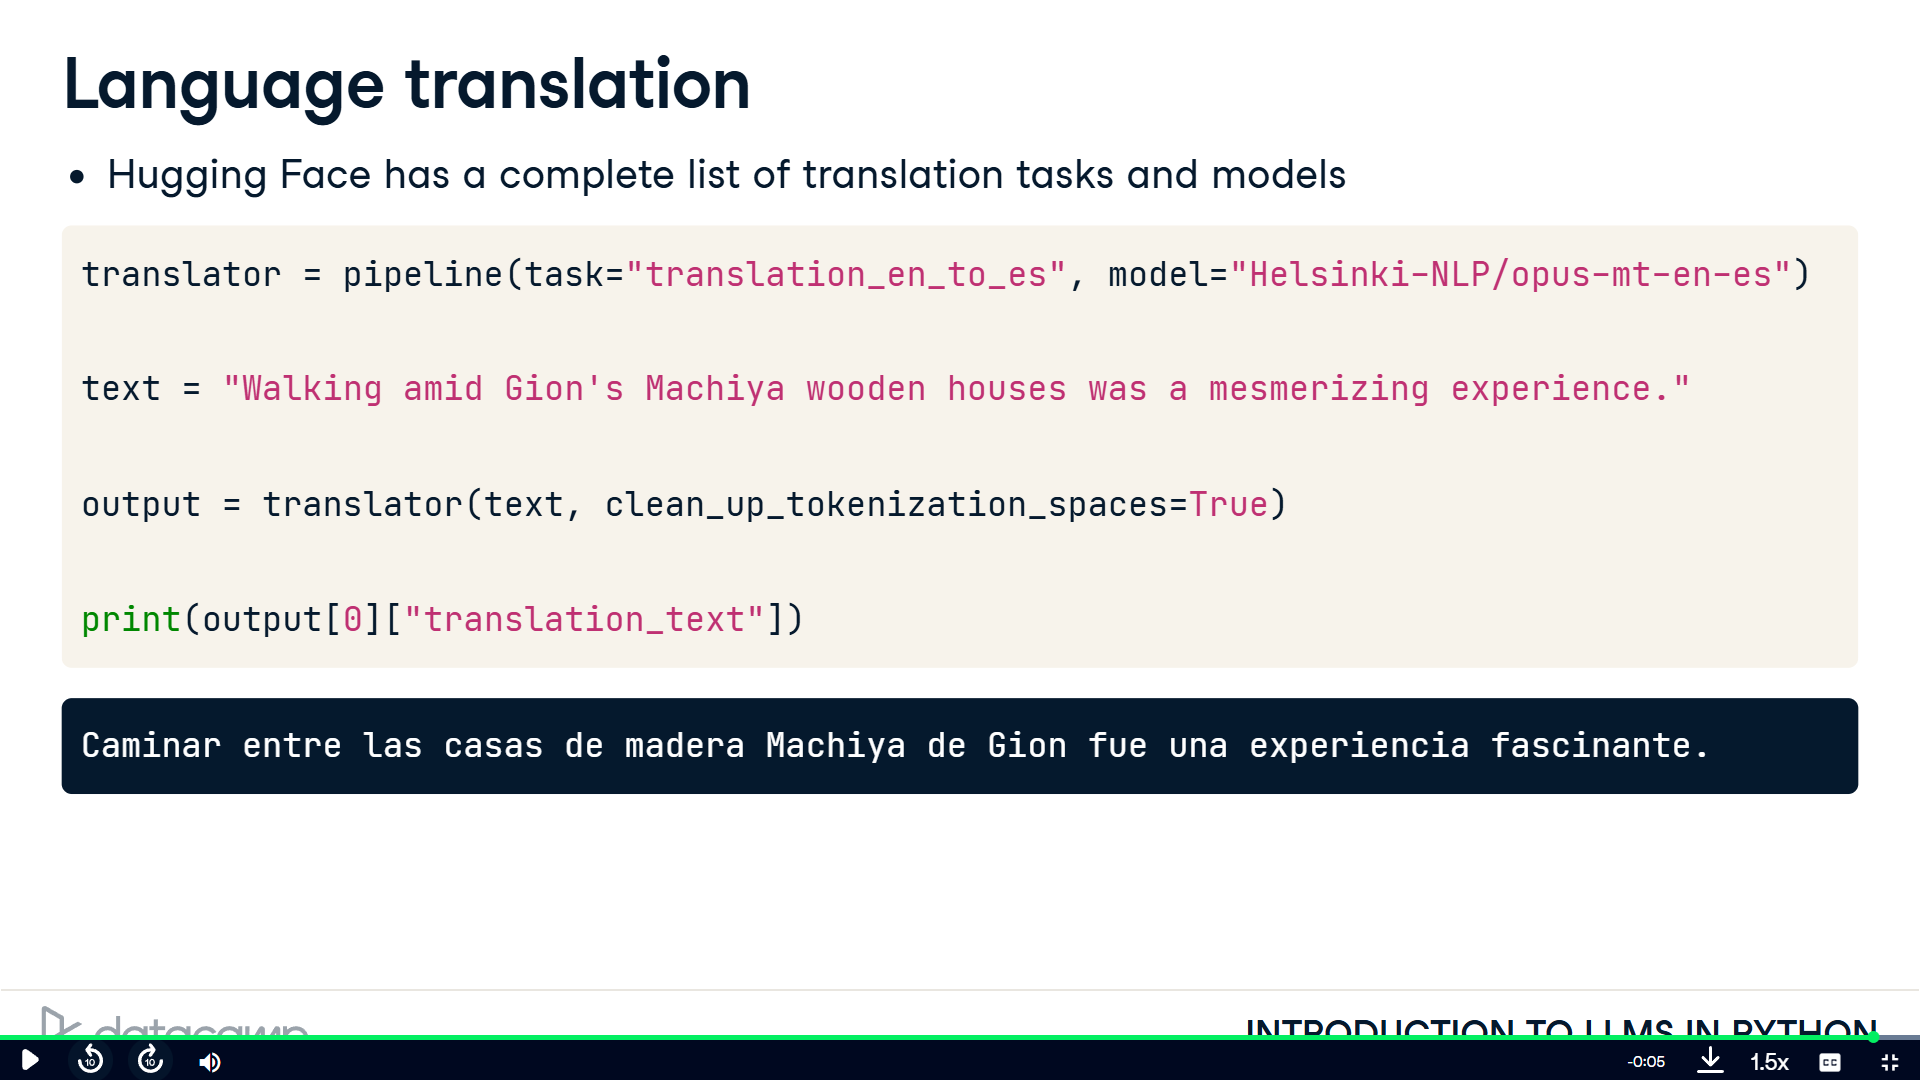 Language translation
• Hugging Face has a complete list of translation tasks and models
translator = pipeline(task="translation_en_to_es", model="Helsinki-NLP/opus-mt-en-es")
text = "Walking amid Gion's Machiya wooden houses was a mesmerizing experience."
output = translator(text, clean_up_tokenization_spaces=True)
print(output[0]["translation_text"])
Caminar entre las casas de madera Machiya de Gion fue una experiencia fascinante.
datacamp
INTRODUCTION TO LLMS IN PYTHON
10
10
-0:05
1.5x
CC